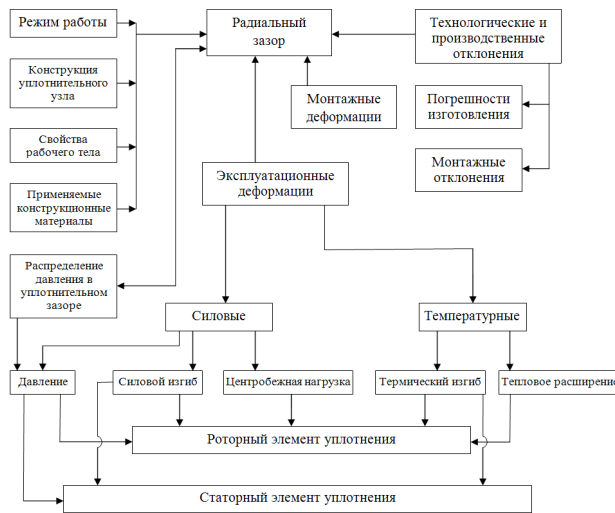 Режим работы
Радиальный
зазор
Технологические и
производственные
отклонения
Конструкция
уплотнительного
узла
Монтажные
деформации
Погрешности
изготовления
Свойства
рабочего тела
Монтажные
отклонения
Эксплуатационные
деформации
Применяемые
конструкционные
материалы
Распределение
давления в
уплотнительном
зазоре
Силовые
Температурные
Давление
Силовой изгиб
Центробежная нагрузка
Термический изгиб
Тепловое расширение
Роторный элемент уплотнения
Статорный элемент уплотнения